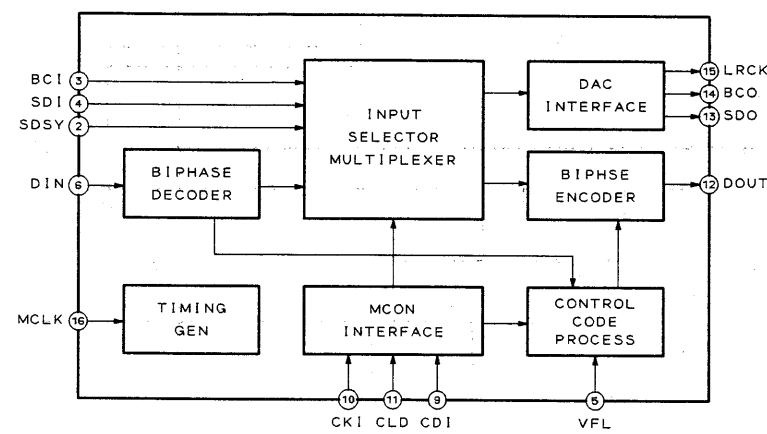 BCI 3
SDI 4
SDSY 2
DIN 6
MCLK 16
BIPHASE
DECODER
TIMING
GEN
INPUT
SELECTOR
MULTIPLEXER
MCON
INTERFACE
DAC
INTERFACE
BIPHSE
ENCODER
CONTROL
CODE
PROCESS
15 LRCK
14 BCO
13 SDO
12 DOUT
10 11 9 5
CKI CLD CDI VFL